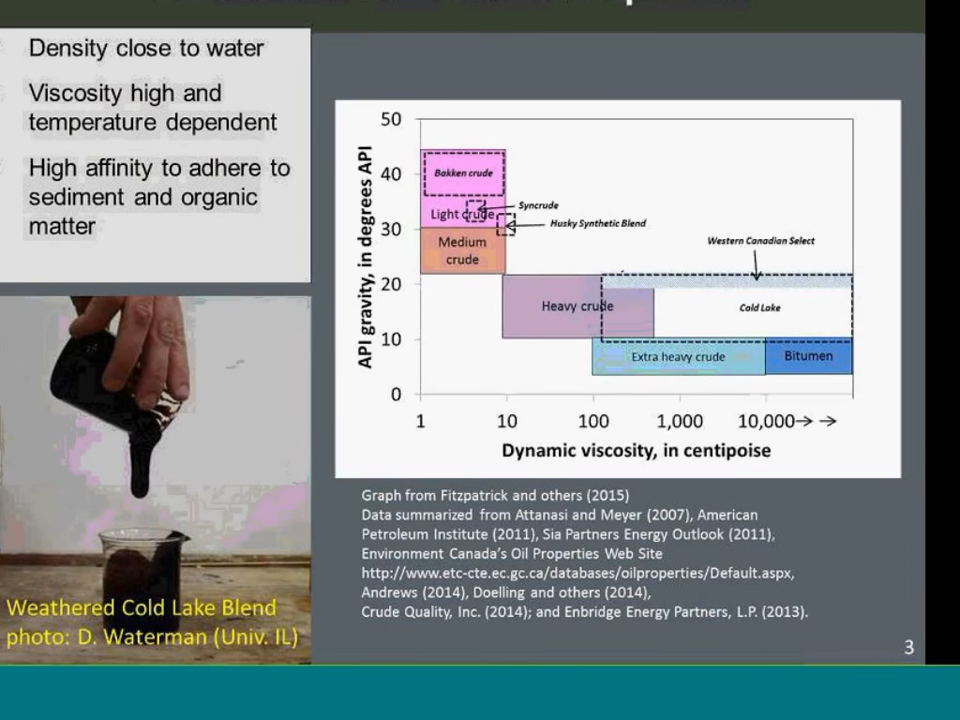 Density close to water
Viscosity high and
temperature dependent
High affinity to adhere to
sediment and organic
matter
50
40
30
20
10
0
API gravity, in degrees API
Bakken crude
Light crude
Syncrude
Husky Synthetic Blend
Medium
crude
Western Canadian Select
Heavy crude
Cold Lake
Extra heavy crude
Bitumen
1 10 100 1,000 10,000→ →
Dynamic viscosity, in centipoise
Graph from Fitzpatrick and others (2015)
Data summarized from Attanasi and Meyer (2007), American
Petroleum Institute (2011), Sia Partners Energy Outlook (2011),
Environment Canada's Oil Properties Web Site
http://www.etc-cte.ec.gc.ca/databases/oilproperties/Default.aspx,
Andrews (2014), Doelling and others (2014),
Crude Quality, Inc. (2014); and Enbridge Energy Partners, L.P. (2013).
Weathered Cold Lake Blend
photo: D. Waterman (Univ. IL)
3